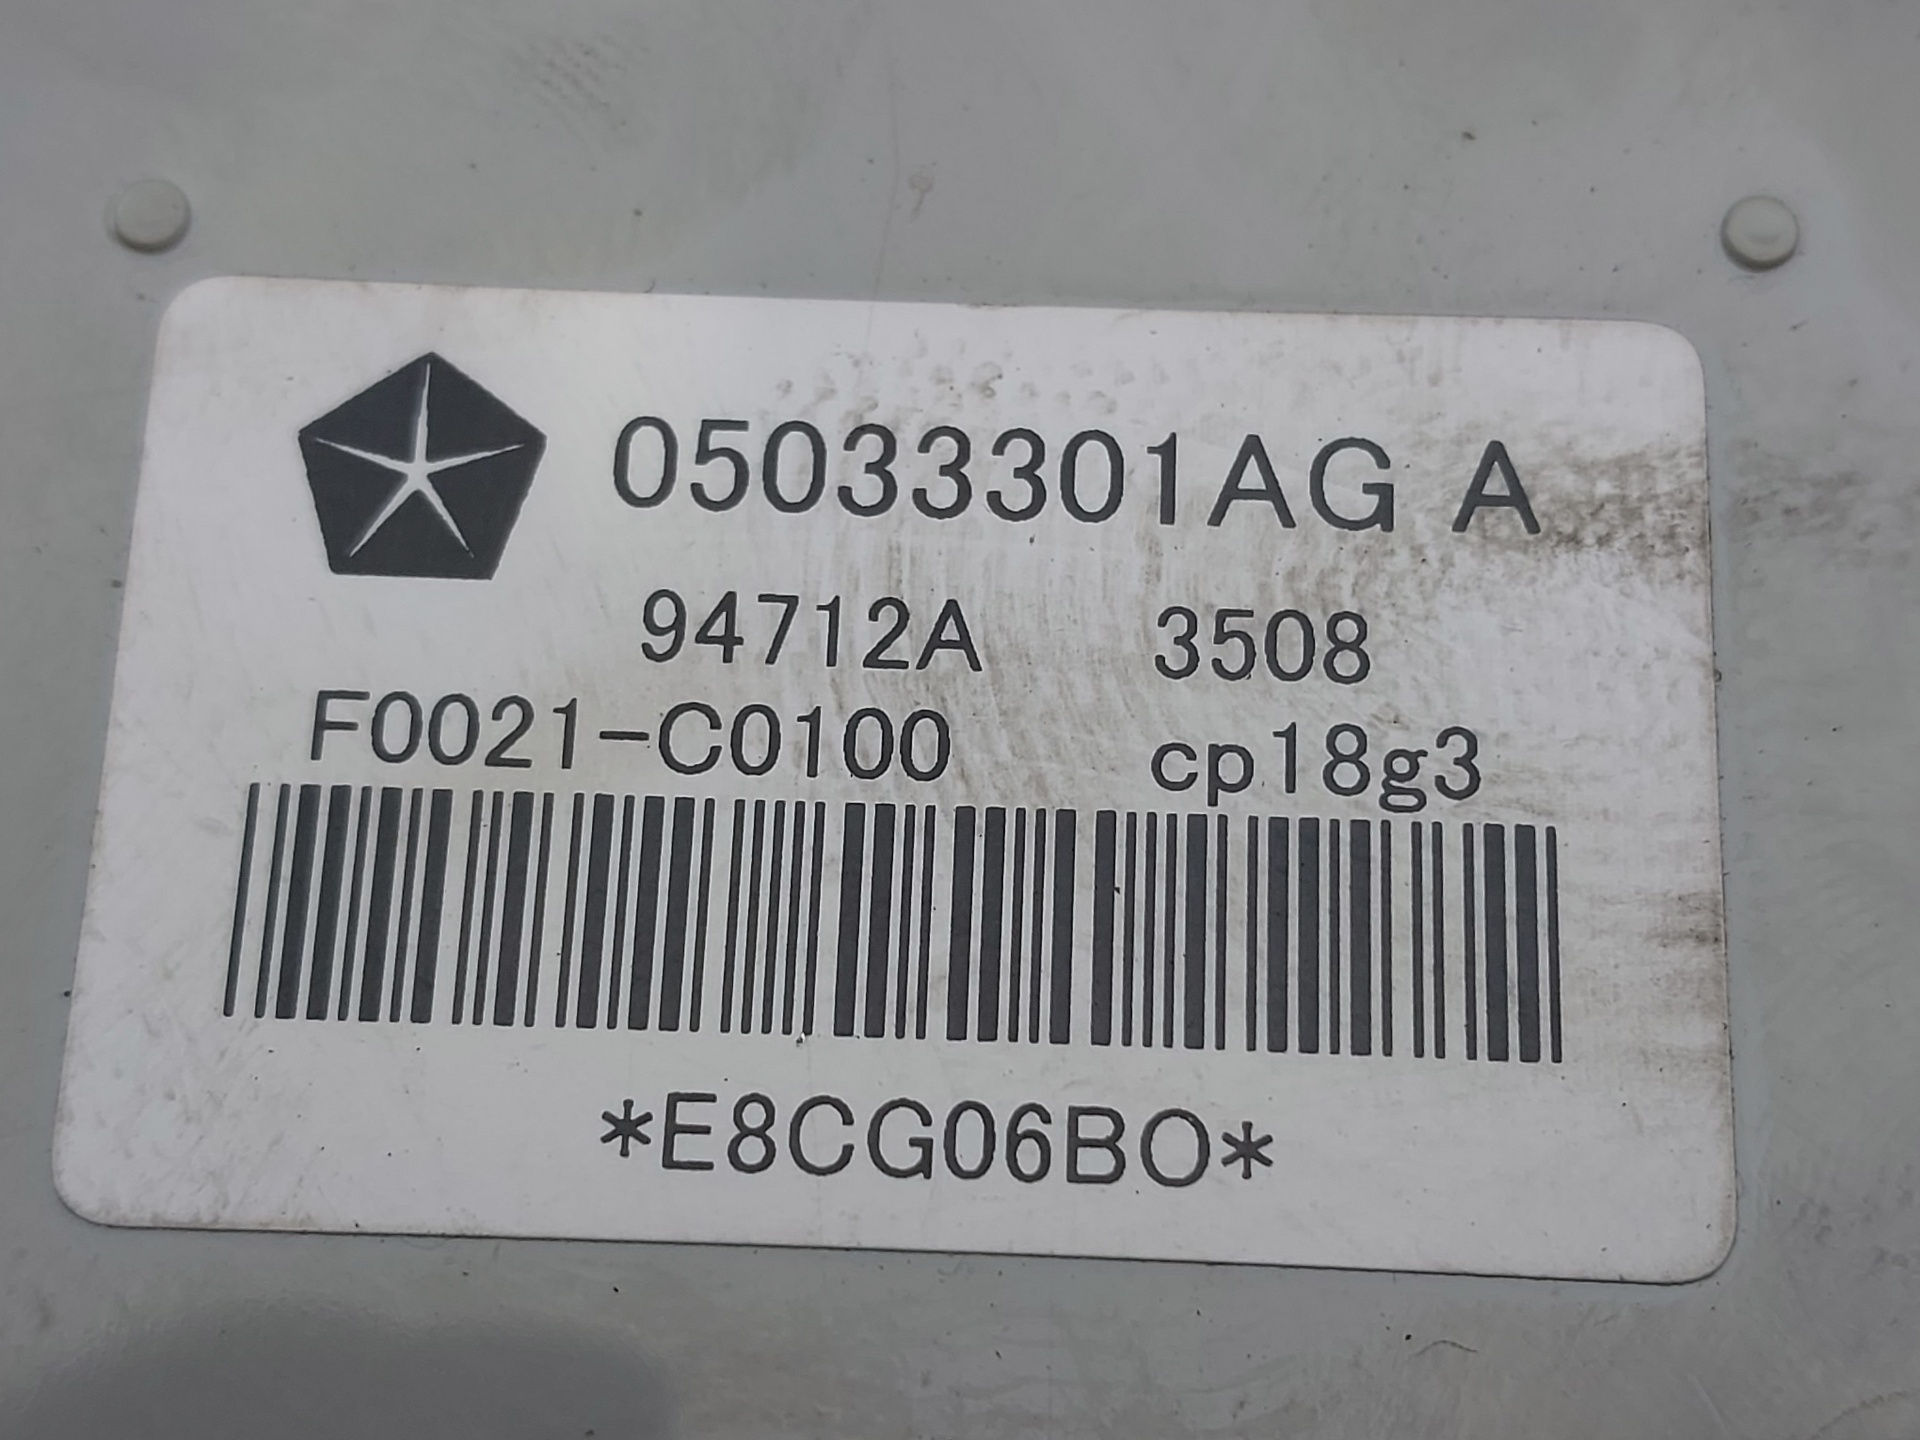 05033301AG A
94712A 3508
F0021-C0100 cp18g3
*E8CG06BO*